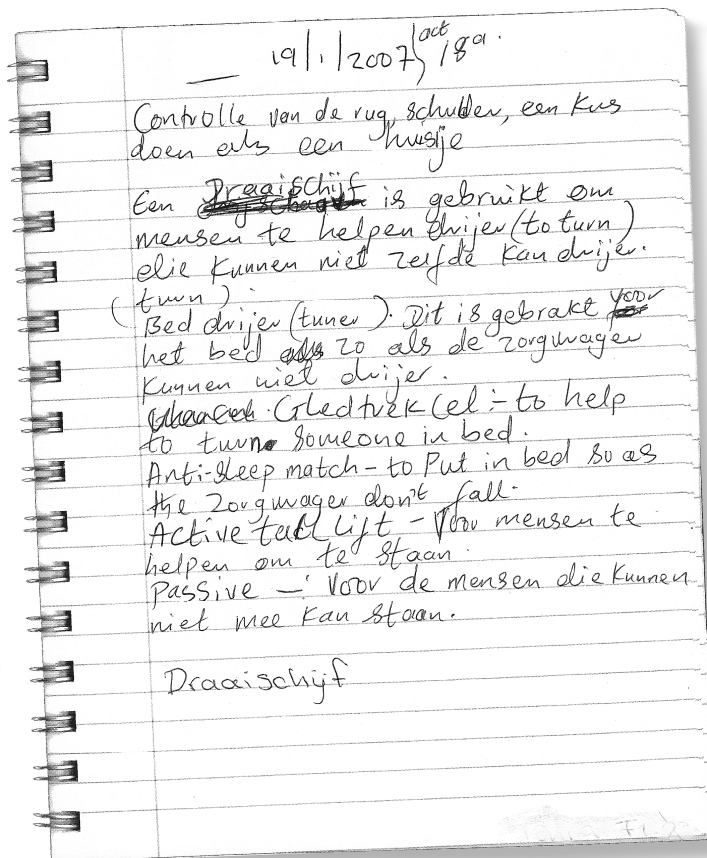 19/1/2007, act 18a.
Controlle van de rug, schulder, een kus
doen als een huisje
Een Draaischijf is gebruikt om
mensen te helpen drijer (to turn)
die kunnen niet zelfde kan drijer.
(turn)
Bed drijer (tuner). Dit is gebrakt voor
het bed zo als de zorgvrager
kunnen niet drijer.
Gledtrek cel :- to help
to turn someone in bed.
Anti-sleep match - to Put in bed so as
the zorgvrager don't fall.
Active Lift - Voor mensen te
helpen om te staan.
Passive - : Voor de mensen die kunnen
niet mee kan staan.
Draaischijf